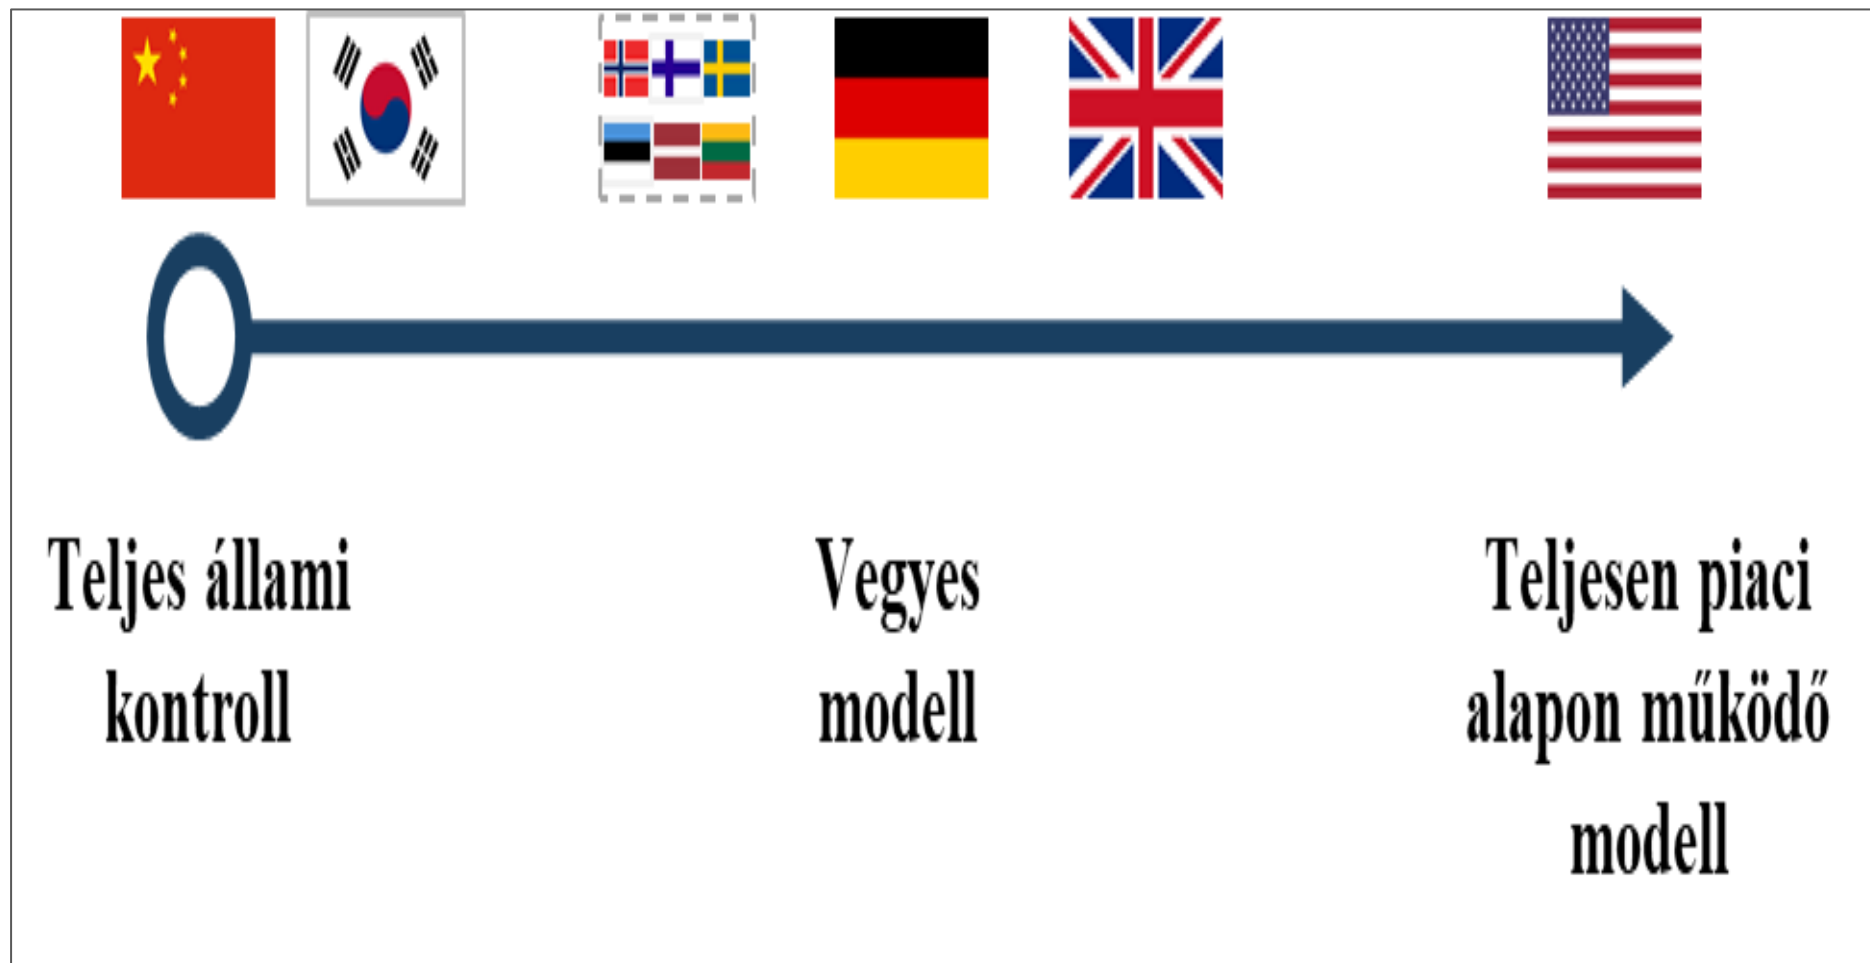 Teljes állami
kontroll
Vegyes
modell
Teljesen piaci
alapon működő
modell